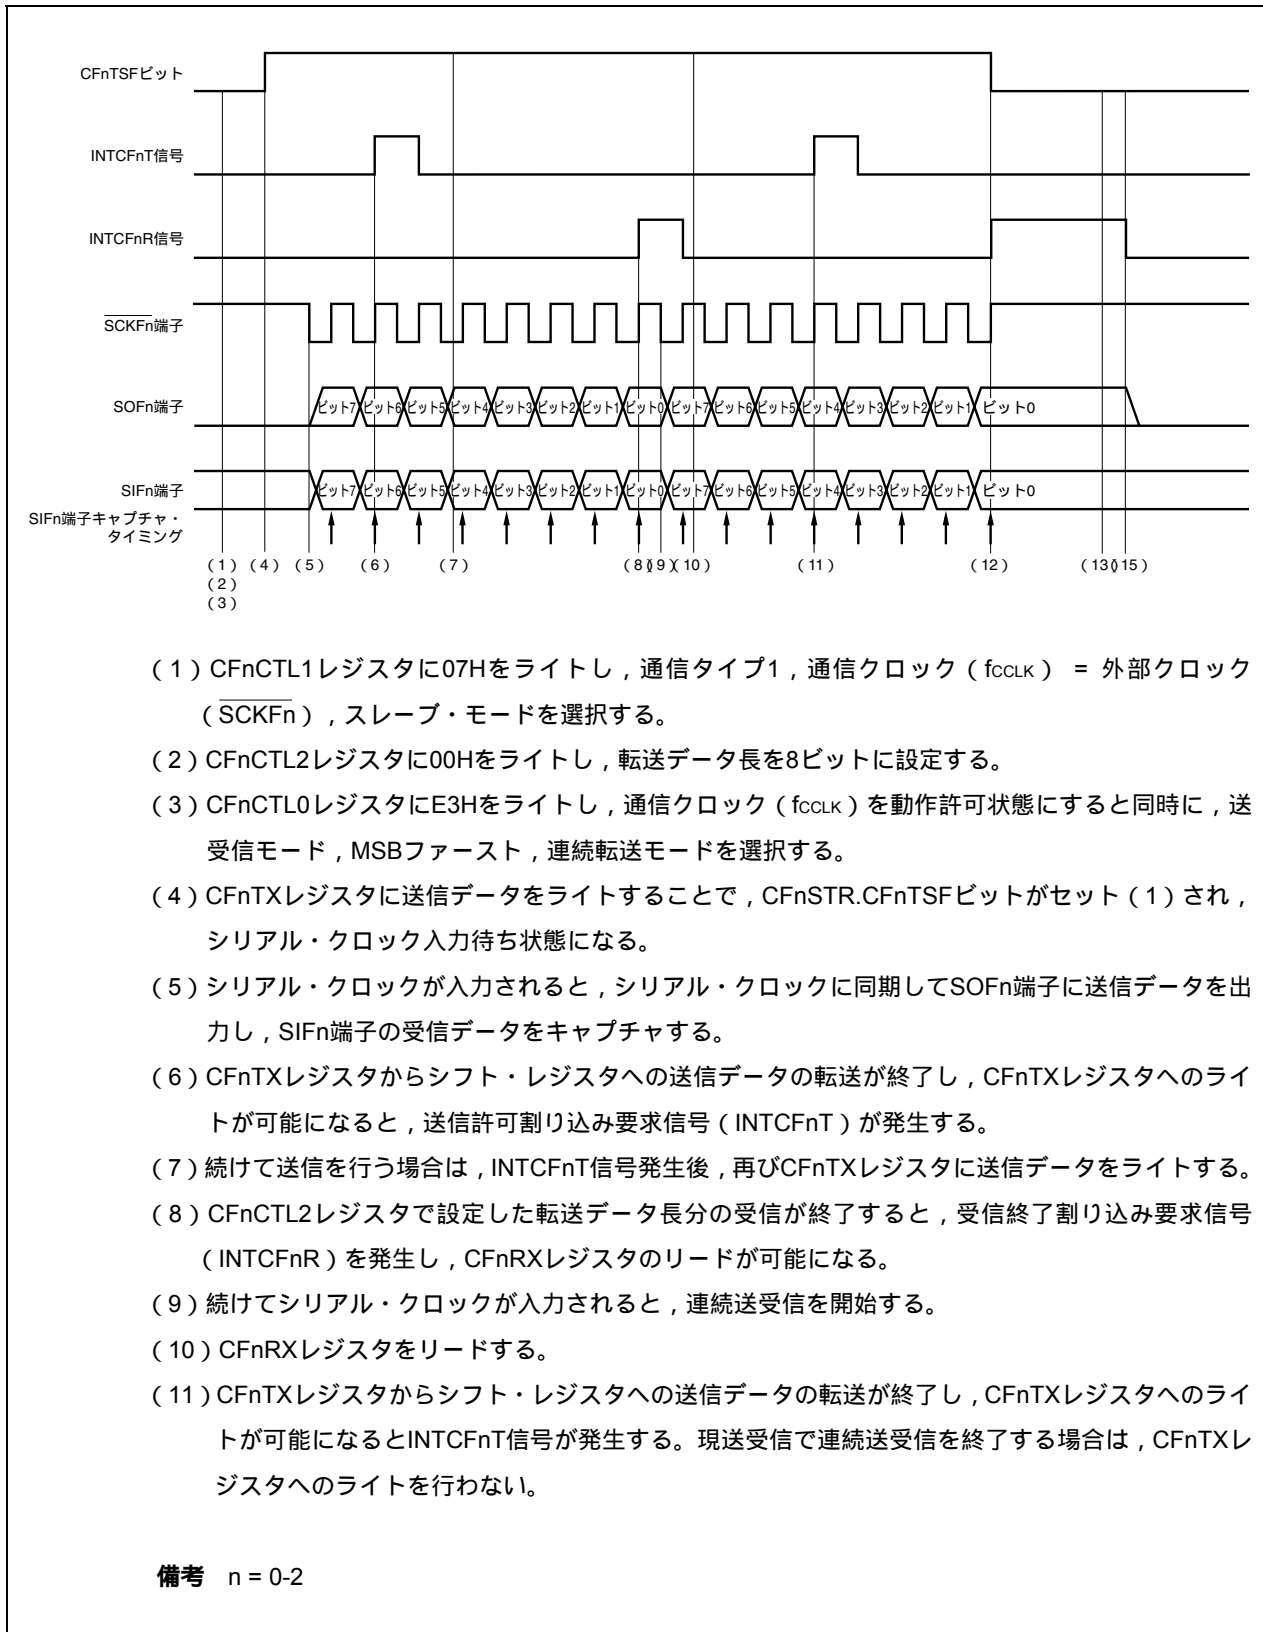 CFnTSFビット
INTCFnT信号
INTCFnR信号
SCKFn端子
SOFn端子
ビット7 ビット6 ビット5 ビット4 ビット3 ビット2 ビット1 ビット0 ビット7 ビット6 ビット5 ビット4 ビット3 ビット2 ビット1 ビット0
SIFn端子
ビット7 ビット6 ビット5 ビット4 ビット3 ビット2 ビット1 ビット0 ビット7 ビット6 ビット5 ビット4 ビット3 ビット2 ビット1 ビット0
SIFn端子キャプチャ・
タイミング
（1）（4）（5）（6）（7）（8）（9）（10）（11）（12）（13）（15）
（2）
（3）
（1）CFnCTL1レジスタに07Hをライトし，通信タイプ1，通信クロック（fCCLK） = 外部クロック
（SCKFn），スレーブ・モードを選択する。
（2）CFnCTL2レジスタに00Hをライトし，転送データ長を8ビットに設定する。
（3）CFnCTL0レジスタにE3Hをライトし，通信クロック（fCCLK）を動作許可状態にすると同時に，送
受信モード，MSBファースト，連続転送モードを選択する。
（4）CFnTXレジスタに送信データをライトすることで，CFnSTR.CFnTSFビットがセット（1）され，
シリアル・クロック入力待ち状態になる。
（5）シリアル・クロックが入力されると，シリアル・クロックに同期してSOFn端子に送信データを出
力し，SIFn端子の受信データをキャプチャする。
（6）CFnTXレジスタからシフト・レジスタへの送信データの転送が終了し，CFnTXレジスタへのライ
トが可能になると，送信許可割り込み要求信号（INTCFnT）が発生する。
（7）続けて送信を行う場合は，INTCFnT信号発生後，再びCFnTXレジスタに送信データをライトする。
（8）CFnCTL2レジスタで設定した転送データ長分の受信が終了すると，受信終了割り込み要求信号
（INTCFnR）を発生し，CFnRXレジスタのリードが可能になる。
（9）続けてシリアル・クロックが入力されると，連続送受信を開始する。
（10）CFnRXレジスタをリードする。
（11）CFnTXレジスタからシフト・レジスタへの送信データの転送が終了し，CFnTXレジスタへのライ
トが可能になるとINTCFnT信号が発生する。現送受信で連続送受信を終了する場合は，CFnTXレ
ジスタへのライトを行わない。
備考 n = 0-2